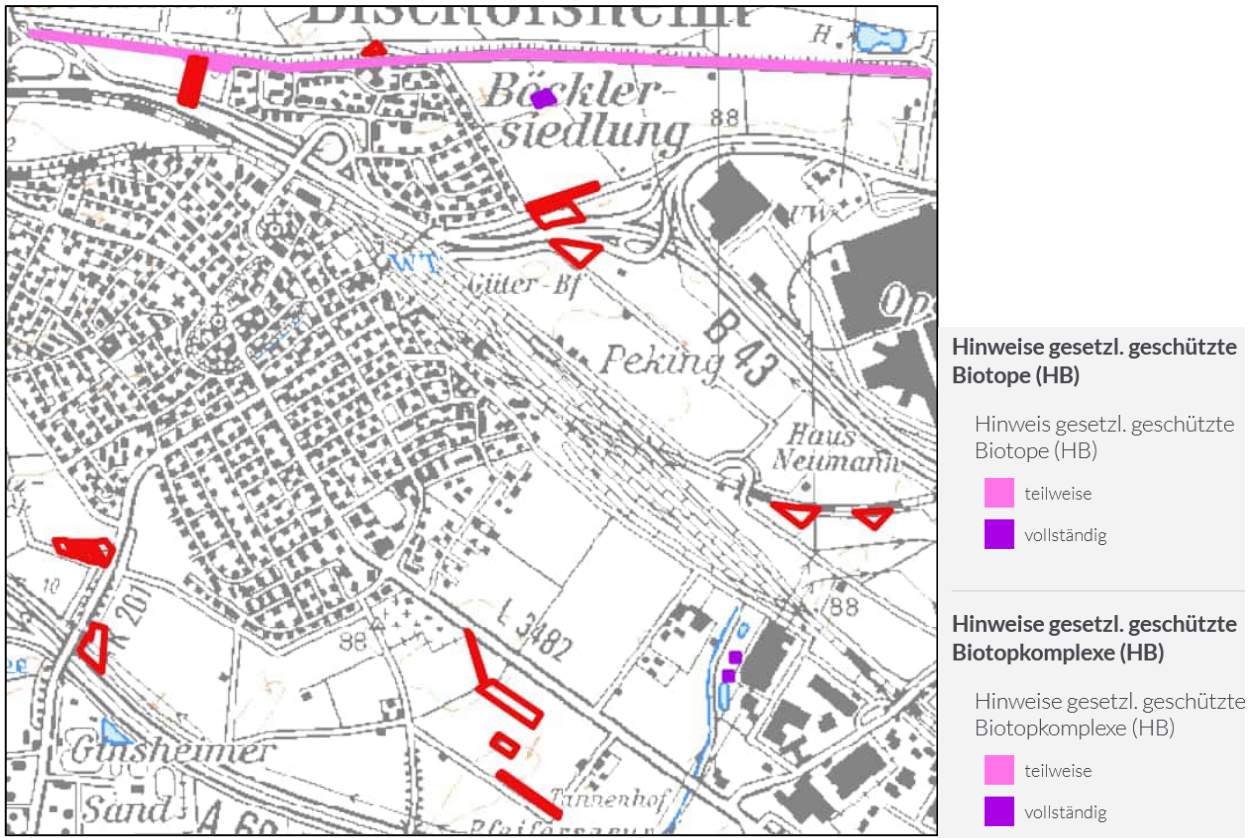 Bischofsheim
H.
Böckler-
siedlung
88
UW
WT
Güter-Bf
Op
B 43
Peking
Haus
Neumann
10
K 201
L 3482
88
88
Ginsheimer
Sand
Tannenhof
A 60
Hinweise gesetzl. geschützte
Biotope (HB)
Hinweis gesetzl. geschützte
Biotope (HB)
teilweise
vollständig
Hinweise gesetzl. geschützte
Biotopkomplexe (HB)
Hinweise gesetzl. geschützte
Biotopkomplexe (HB)
teilweise
vollständig